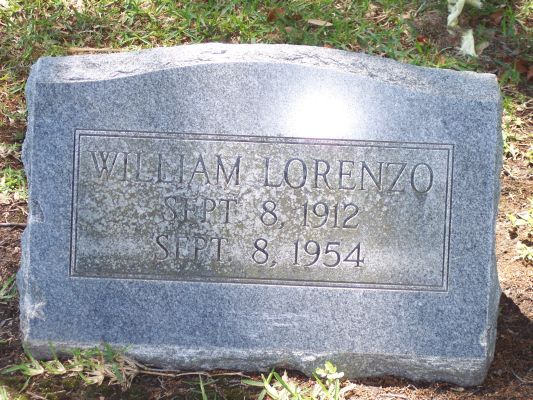 WILLIAM LORENZO
SEPT 8, 1912
SEPT 8, 1954